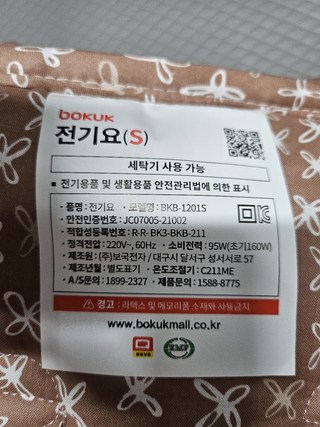 BOKUK
전기요(S)
세탁기 사용 가능
■ 전기용품 및 생활용품 안전관리법에 의한 표시
· 품명 : 전기요 · 모델명 : BKB-1201S
· 안전인증번호 : JC07005-21002
· 적합성등록번호 : R-R-BK3-BKB-211
· 정격전압 : 220V~, 60Hz · 소비전력 : 95W(초기160W)
· 제조원 : (주)보국전자 / 대구시 달서구 성서서로 57
· 제조년월 : 별도표기 · 온도조절기 : C211ME
· A/S문의 : 1899-2327 · 제품문의 : 1588-8775
경고 : 라텍스 및 메모리폼 소재와 사용금지
www.bokukmall.co.kr
EMF